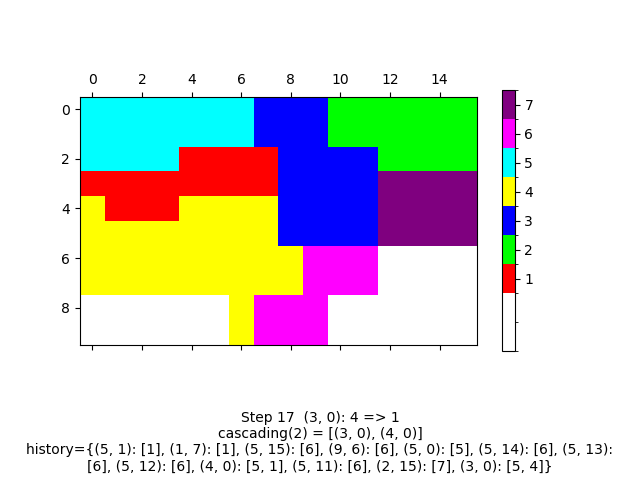 0 2 4 6 8 10 12 14
0
2
4
6
8
7
6
5
4
3
2
1
Step 17  (3, 0): 4 => 1
cascading(2) = [(3, 0), (4, 0)]
history={(5, 1): [1], (1, 7): [1], (5, 15): [6], (9, 6): [6], (5, 0): [5], (5, 14): [6], (5, 13):
[6], (5, 12): [6], (4, 0): [5, 1], (5, 11): [6], (2, 15): [7], (3, 0): [5, 4]}